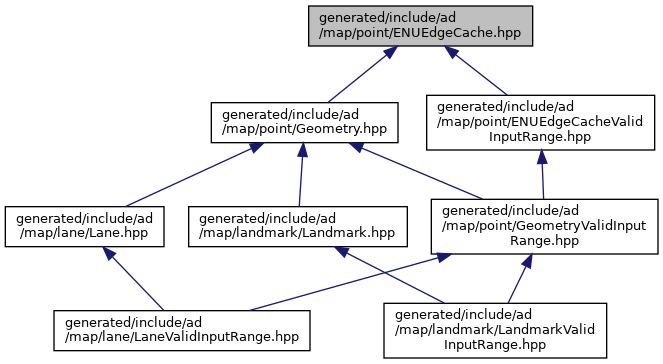 generated/include/ad
/map/point/ENUEdgeCache.hpp
generated/include/ad
/map/point/Geometry.hpp
generated/include/ad
/map/point/ENUEdgeCacheValid
InputRange.hpp
generated/include/ad
/map/lane/Lane.hpp
generated/include/ad
/map/landmark/Landmark.hpp
generated/include/ad
/map/point/GeometryValidInput
Range.hpp
generated/include/ad
/map/lane/LaneValidInputRange.hpp
generated/include/ad
/map/landmark/LandmarkValid
InputRange.hpp